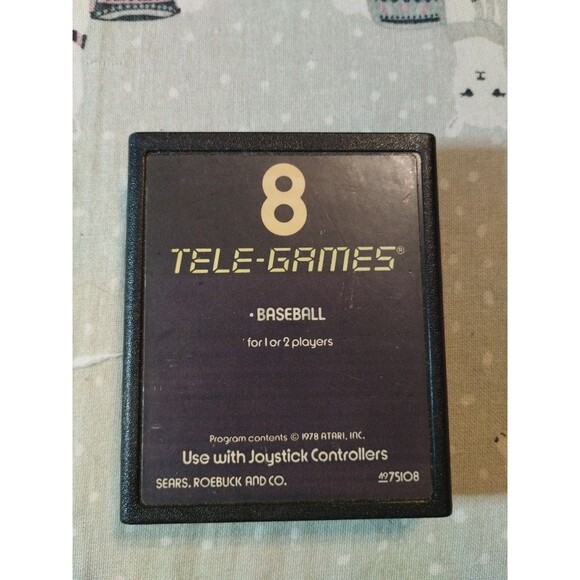 8
TELE-GAMES®
• BASEBALL
for 1 or 2 players
Program contents © 1978 ATARI, INC.
Use with Joystick Controllers
SEARS, ROEBUCK AND CO. 49 75108